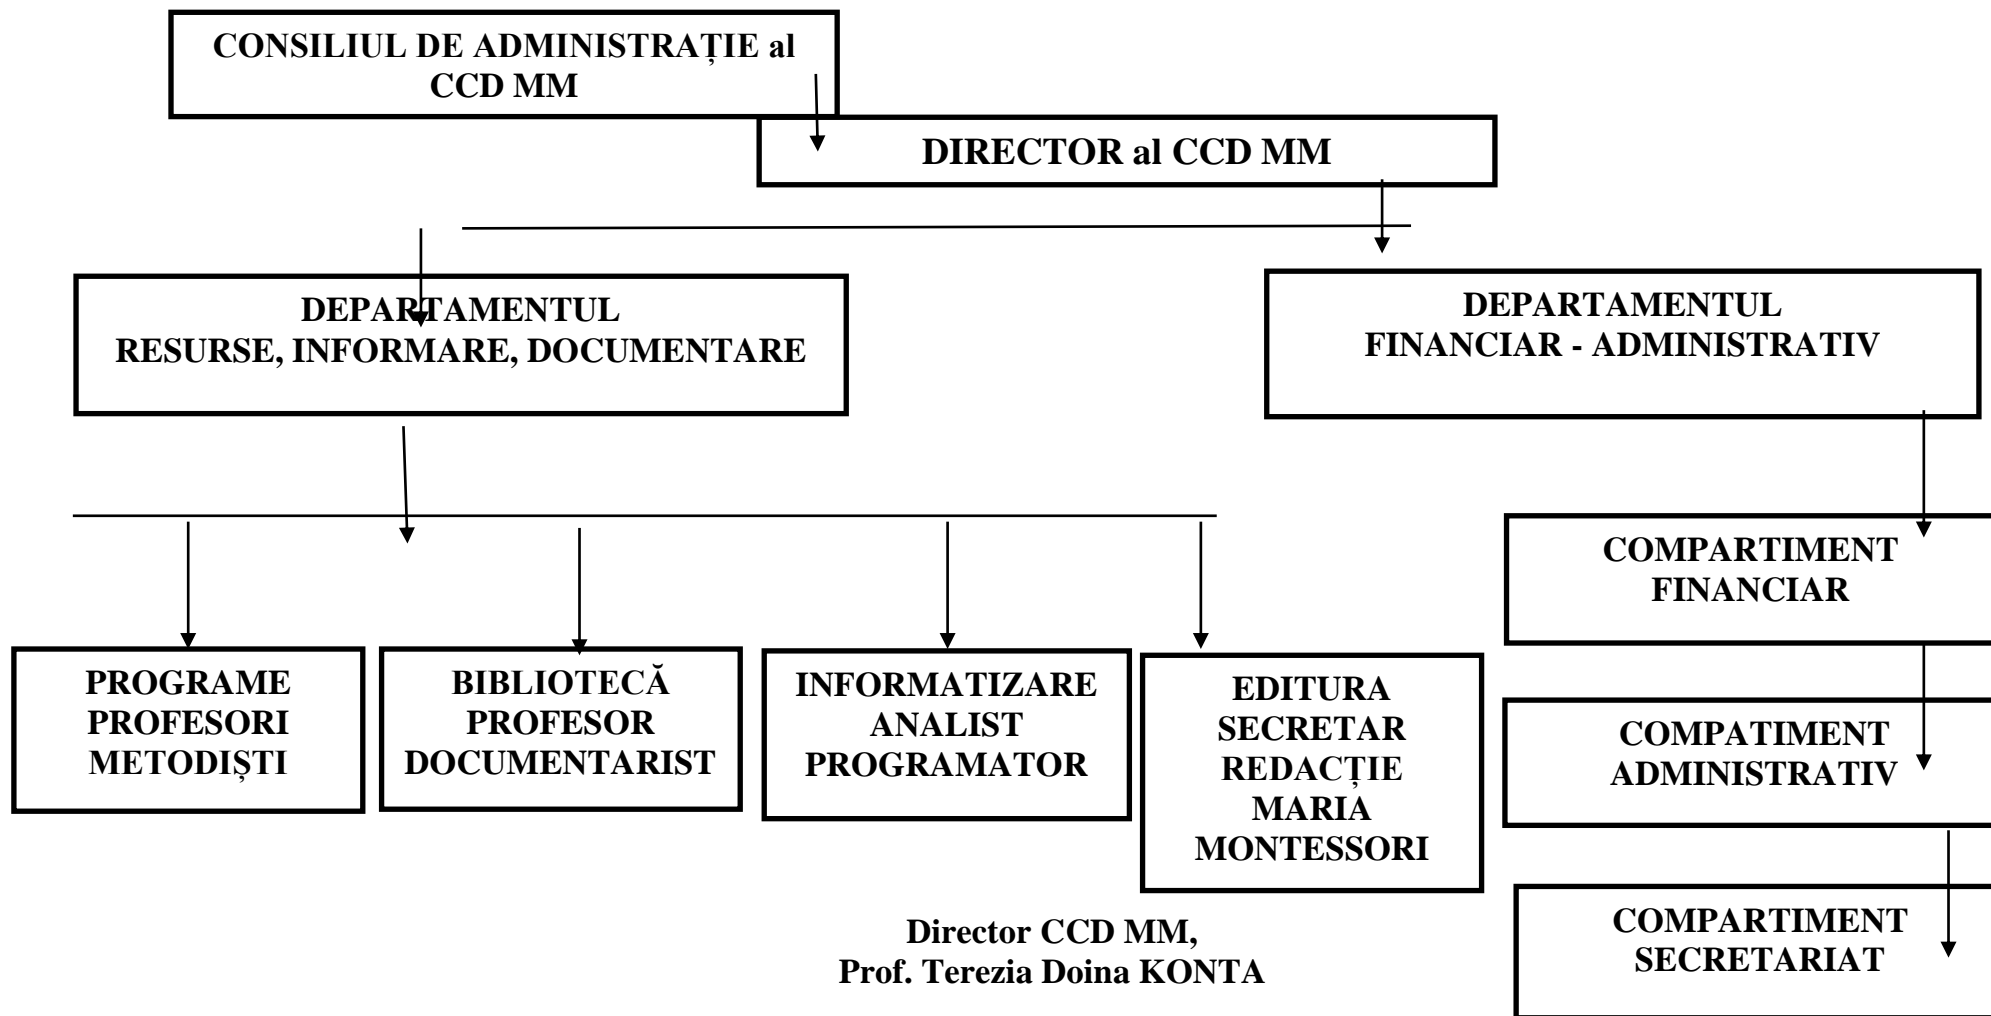 CONSILIUL DE ADMINISTRAȚIE al
CCD MM
DIRECTOR al CCD MM
DEPARTAMENTUL
RESURSE, INFORMARE, DOCUMENTARE
DEPARTAMENTUL
FINANCIAR - ADMINISTRATIV
COMPARTIMENT
FINANCIAR
PROGRAME
PROFESORI
METODIȘTI
BIBLIOTECĂ
PROFESOR
DOCUMENTARIST
INFORMATIZARE
ANALIST
PROGRAMATOR
EDITURA
SECRETAR
REDACȚIE
MARIA
MONTESSORI
COMPATIMENT
ADMINISTRATIV
COMPARTIMENT
SECRETARIAT
Director CCD MM,
Prof. Terezia Doina KONTA